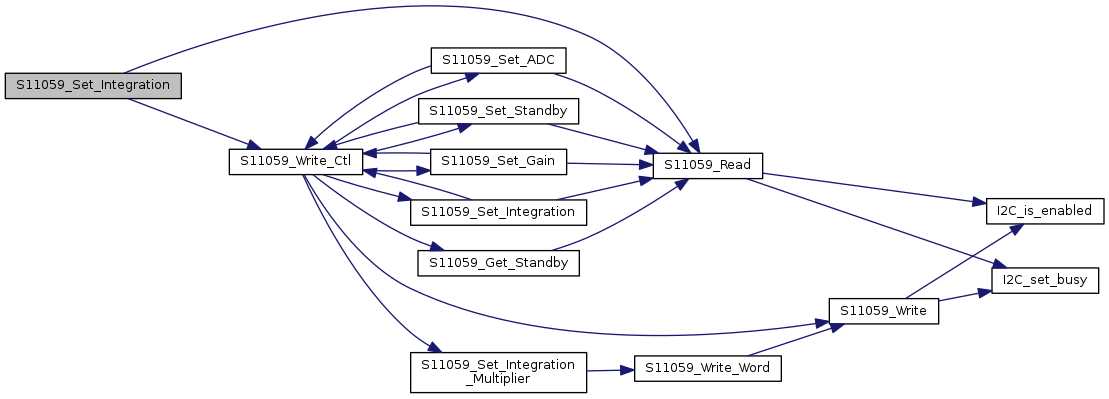 S11059_Set_Integration
S11059_Write_Ctl
S11059_Set_ADC
S11059_Set_Standby
S11059_Set_Gain
S11059_Set_Integration
S11059_Get_Standby
S11059_Set_Integration
_Multiplier
S11059_Read
S11059_Write_Word
S11059_Write
I2C_is_enabled
I2C_set_busy